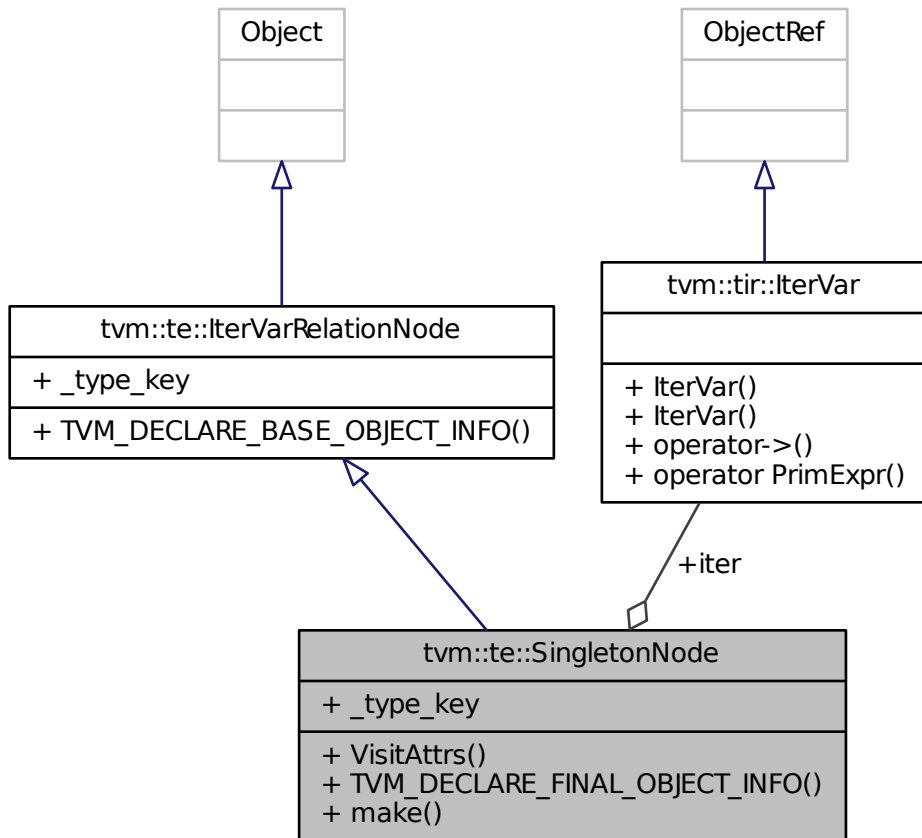 Object
ObjectRef
tvm::te::IterVarRelationNode
+ _type_key
+ TVM_DECLARE_BASE_OBJECT_INFO()
tvm::tir::IterVar
+ IterVar()
+ IterVar()
+ operator->()
+ operator PrimExpr()
+iter
tvm::te::SingletonNode
+ _type_key
+ VisitAttrs()
+ TVM_DECLARE_FINAL_OBJECT_INFO()
+ make()